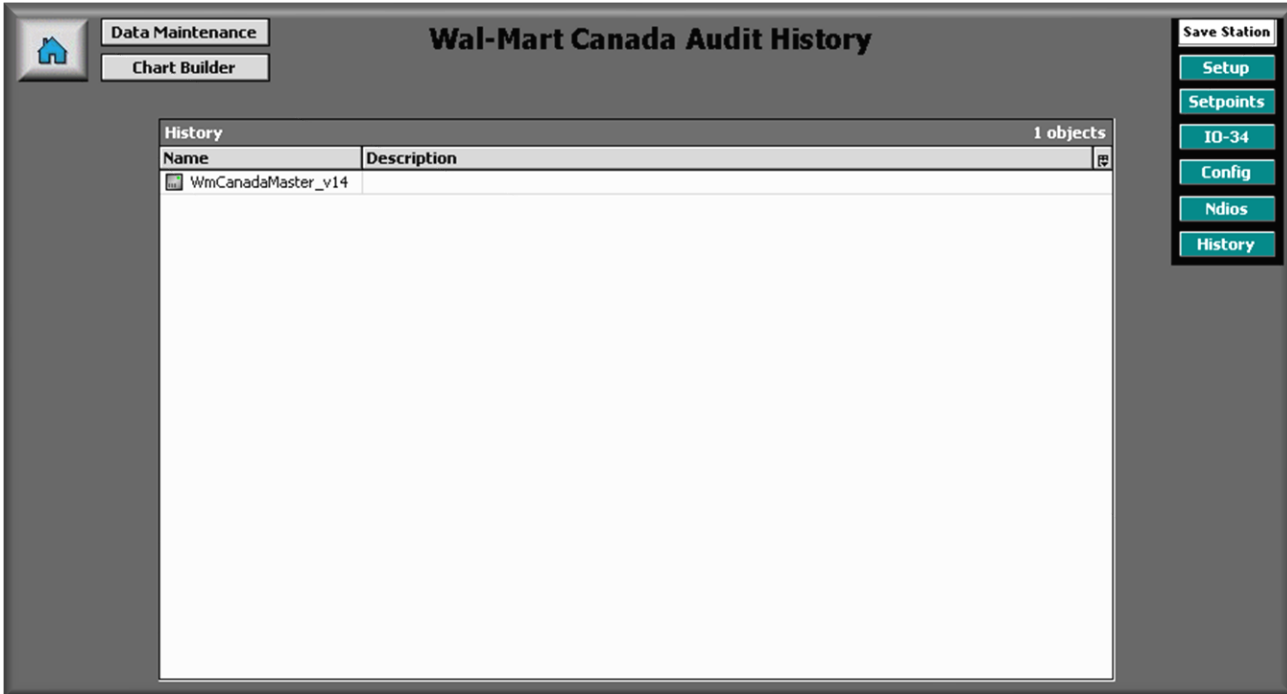 Data Maintenance
Wal-Mart Canada Audit History
Save Station
Chart Builder
Setup
Setpoints
History 1 objects
IO-34
Name Description
Config
WmCanadaMaster_v14
Ndios
History